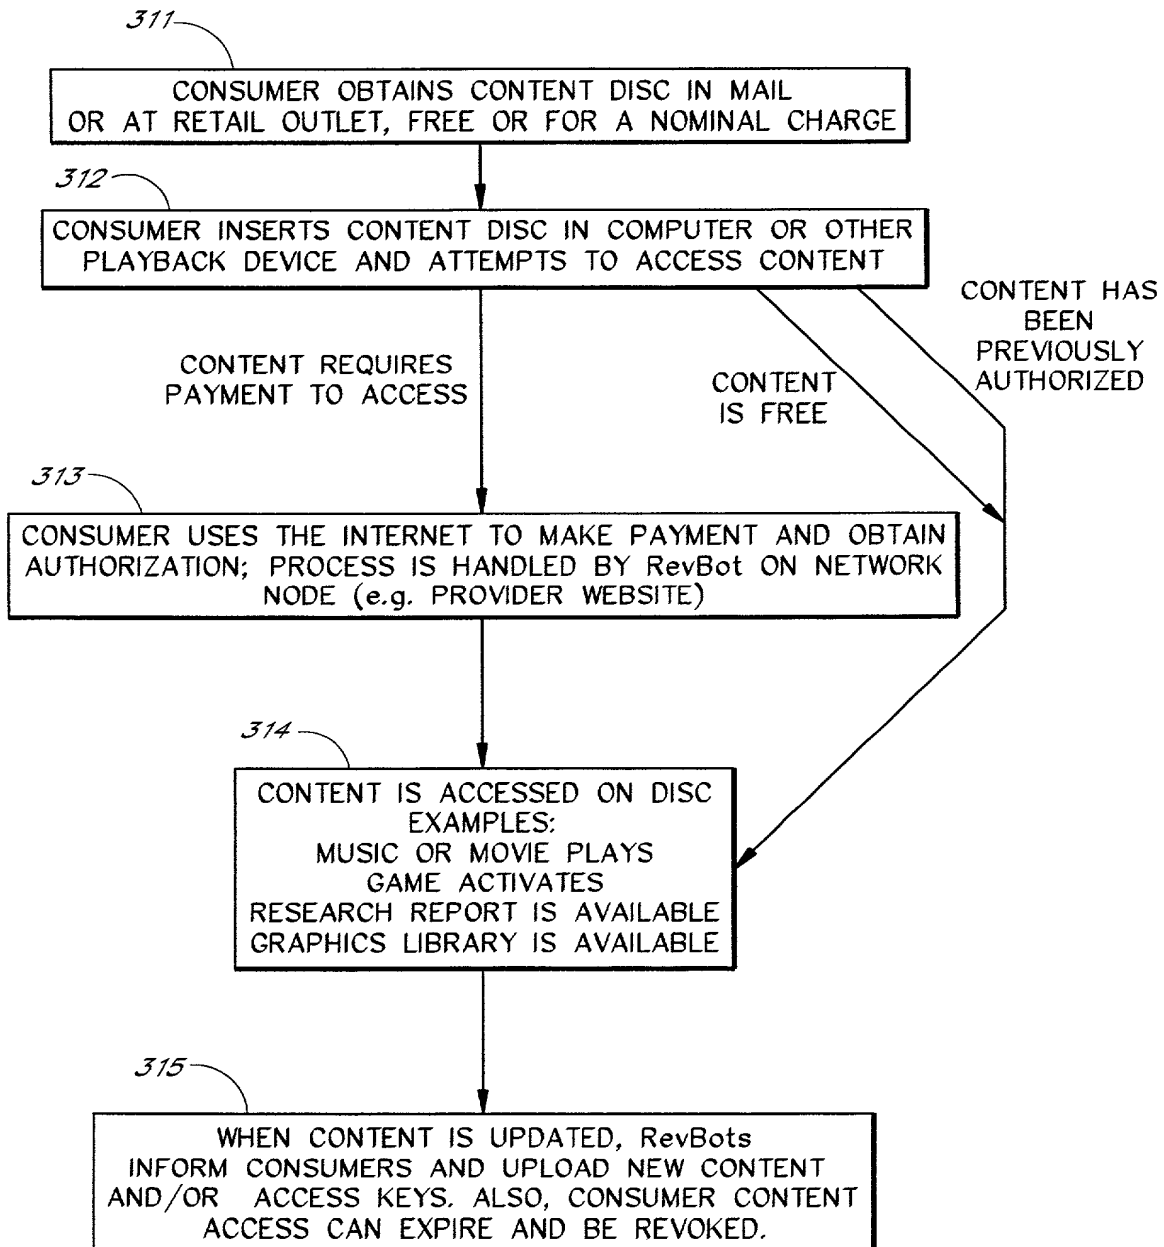 311
CONSUMER OBTAINS CONTENT DISC IN MAIL
OR AT RETAIL OUTLET, FREE OR FOR A NOMINAL CHARGE
312
CONSUMER INSERTS CONTENT DISC IN COMPUTER OR OTHER
PLAYBACK DEVICE AND ATTEMPTS TO ACCESS CONTENT
CONTENT REQUIRES
PAYMENT TO ACCESS
CONTENT
IS FREE
CONTENT HAS
BEEN
PREVIOUSLY
AUTHORIZED
313
CONSUMER USES THE INTERNET TO MAKE PAYMENT AND OBTAIN
AUTHORIZATION; PROCESS IS HANDLED BY RevBot ON NETWORK
NODE (e.g. PROVIDER WEBSITE)
314
CONTENT IS ACCESSED ON DISC
EXAMPLES:
MUSIC OR MOVIE PLAYS
GAME ACTIVATES
RESEARCH REPORT IS AVAILABLE
GRAPHICS LIBRARY IS AVAILABLE
315
WHEN CONTENT IS UPDATED, RevBots
INFORM CONSUMERS AND UPLOAD NEW CONTENT
AND/OR ACCESS KEYS. ALSO, CONSUMER CONTENT
ACCESS CAN EXPIRE AND BE REVOKED.